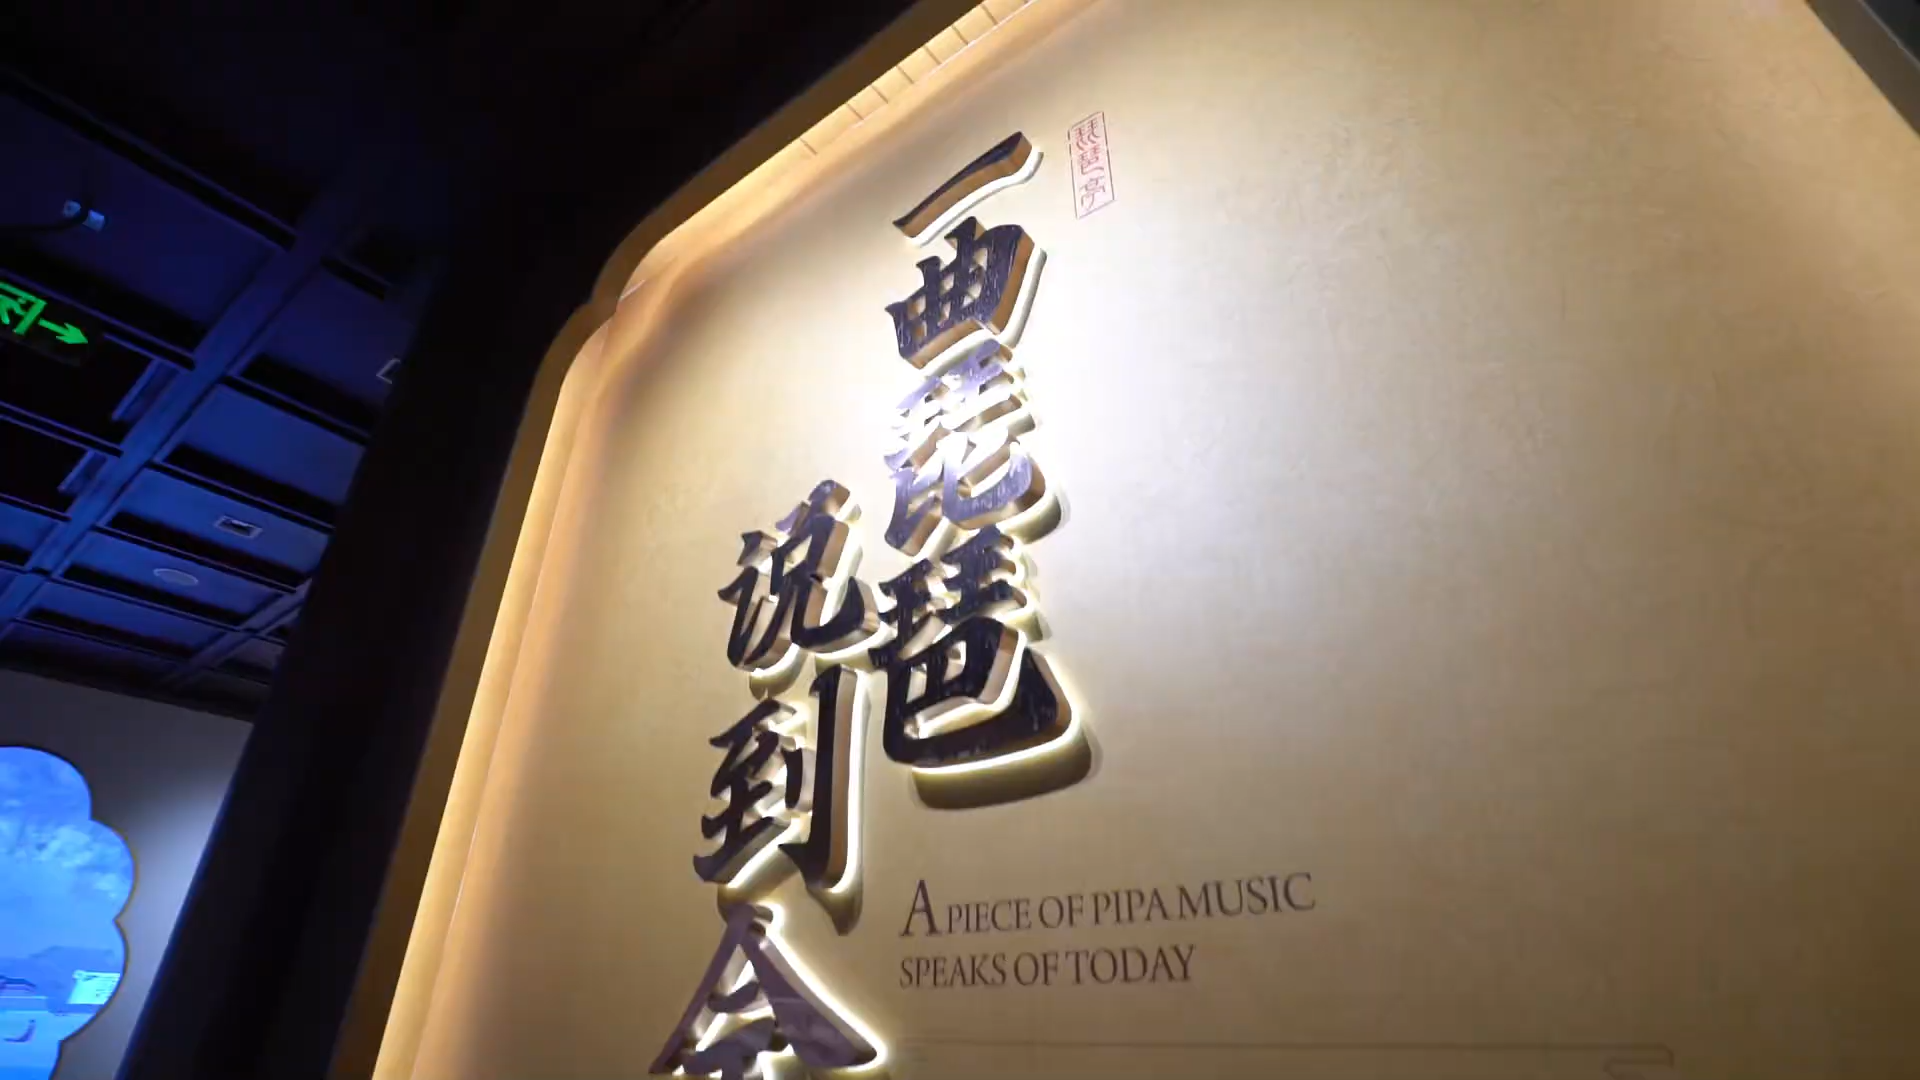 一曲琵琶
说到今
A PIECE OF PIPA MUSIC
SPEAKS OF TODAY